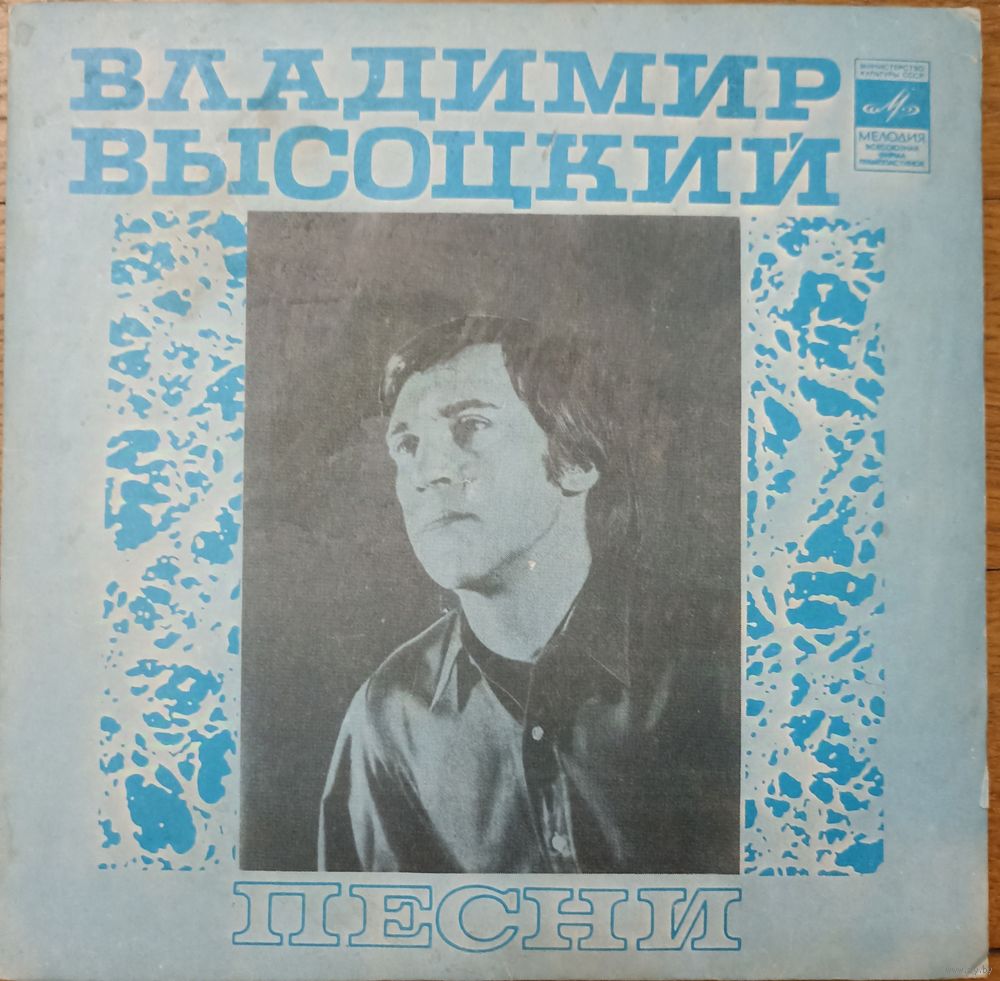 ВЛАДИМИР
ВЫСОЦКИЙ
МИНИСТЕРСТВО
КУЛЬТУРЫ СССР
МЕЛОДИЯ
ВСЕСОЮЗНАЯ
ФИРМА
ГРАМПЛАСТИНОК
ПЕСНИ